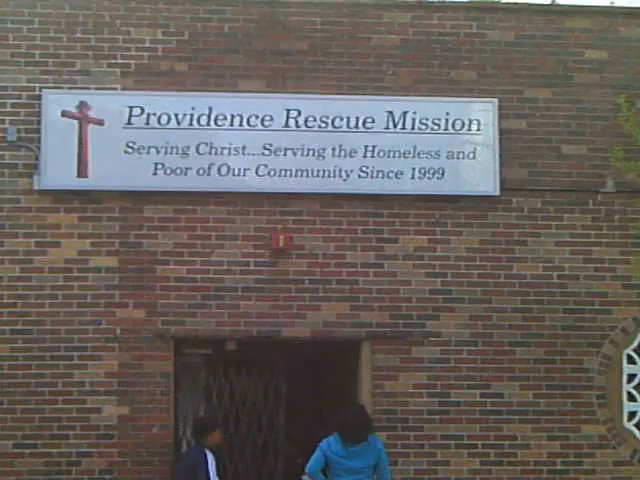 Providence Rescue Mission
Serving Christ...Serving the Homeless and
Poor of Our Community Since 1999